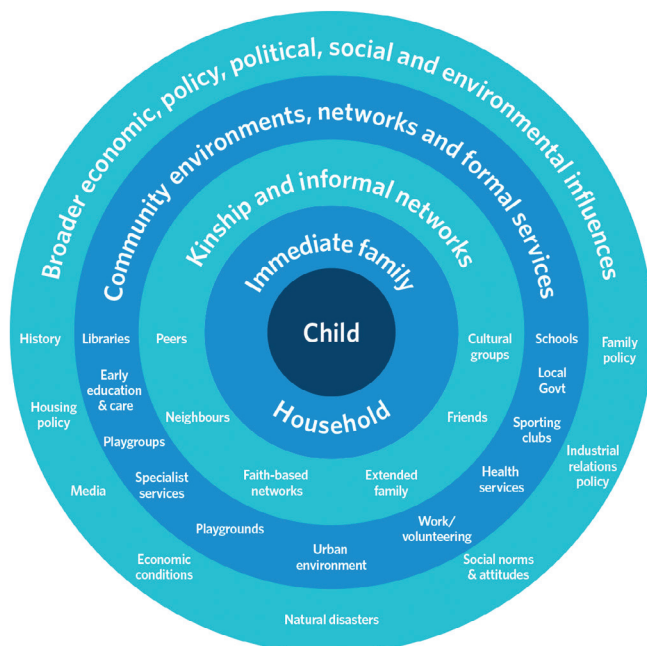 Broader economic, policy, political, social and environmental influences
Community environments, networks and formal services
Kinship and informal networks
Immediate family
Child
Household
History
Libraries
Peers
Cultural
groups
Schools
Family
policy
Early
education
& care
Local
Govt
Housing
policy
Neighbours
Friends
Sporting
clubs
Playgroups
Industrial
relations
policy
Media
Specialist
services
Faith-based
networks
Extended
family
Health
services
Playgrounds
Work/
volunteering
Economic
conditions
Urban
environment
Social norms
& attitudes
Natural disasters